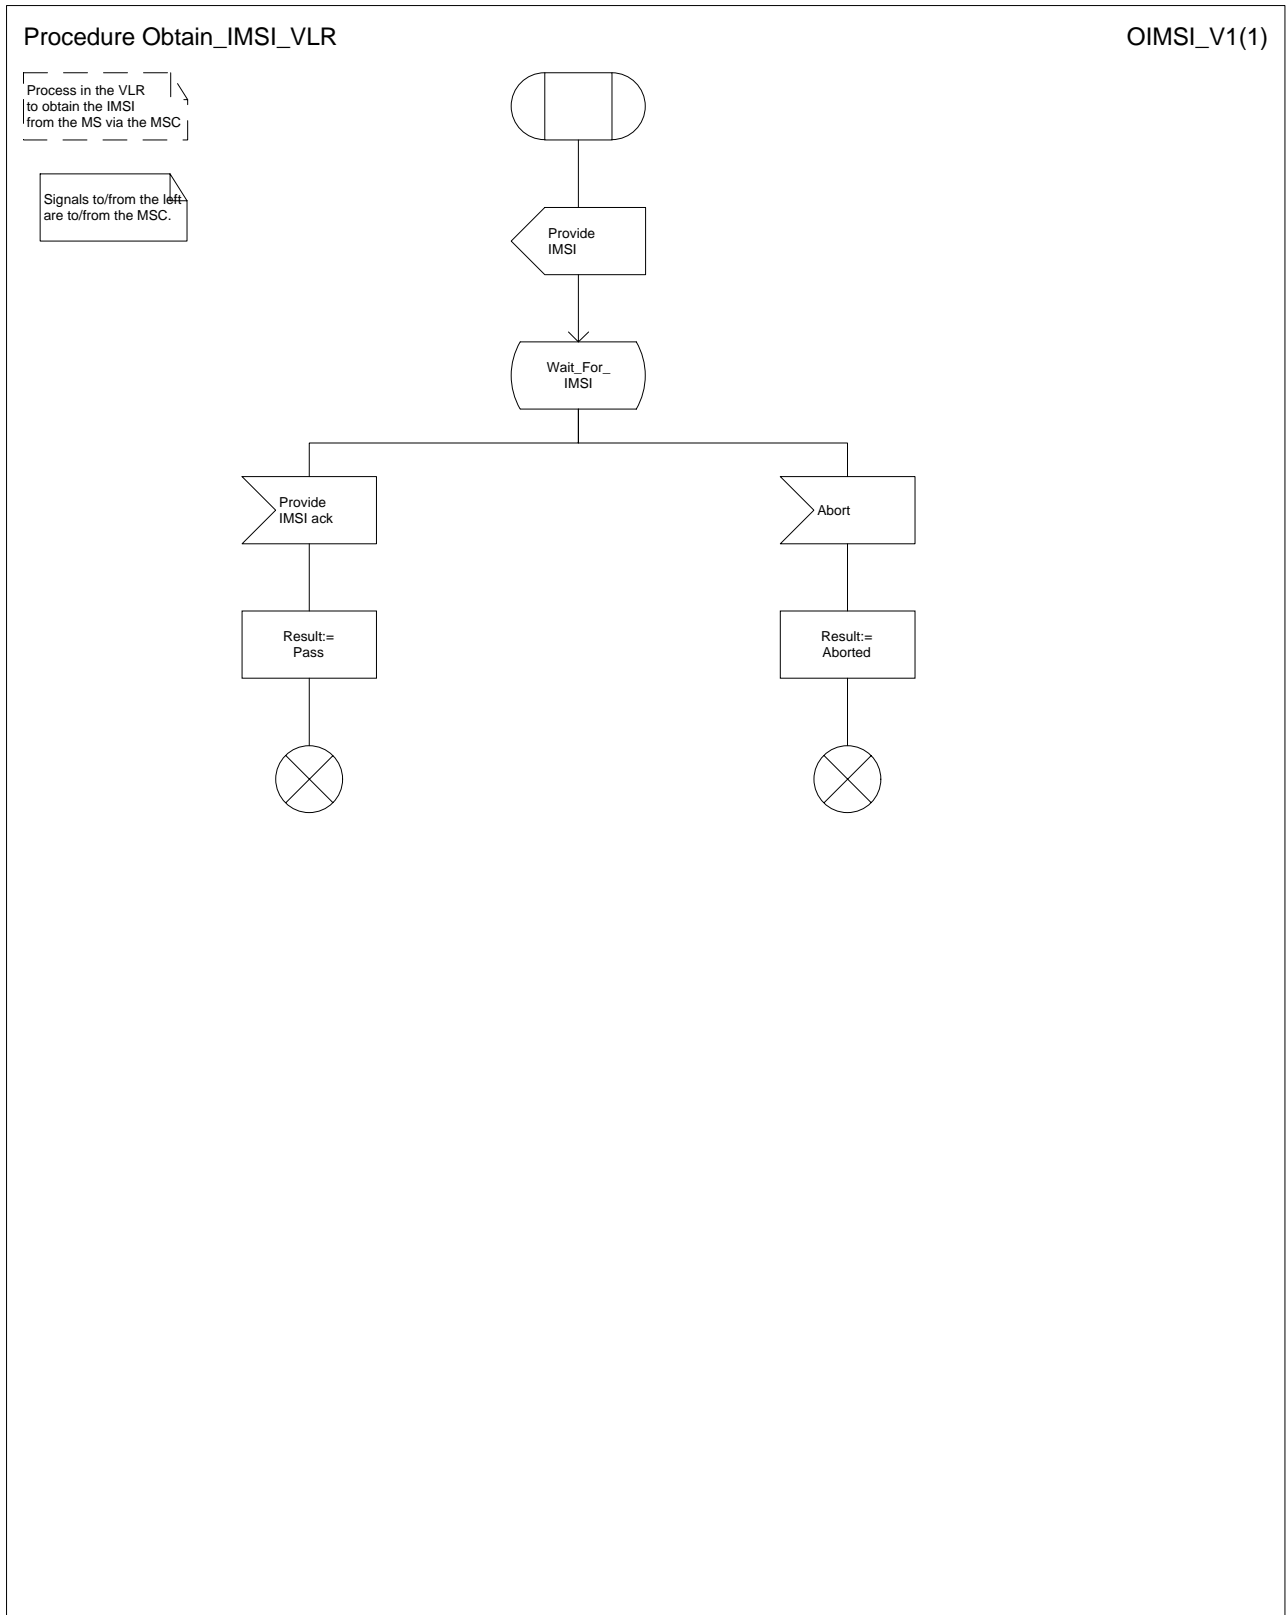 Procedure Obtain_IMSI_VLR
OIMSI_V1(1)
Process in the VLR
to obtain the IMSI
from the MS via the MSC
Signals to/from the left
are to/from the MSC.
Provide
IMSI
Wait_For_
IMSI
Provide
IMSI ack
Abort
Result:=
Pass
Result:=
Aborted